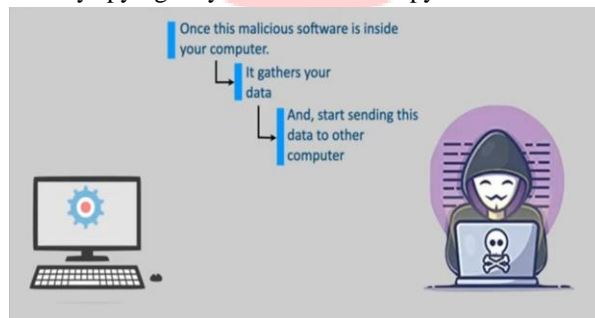 Once this malicious software is inside
your computer.
It gathers your
data
And, start sending this
data to other
computer